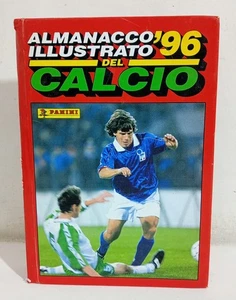 ALMANACCO '96
ILLUSTRATO
DEL
CALCIO
PANINI